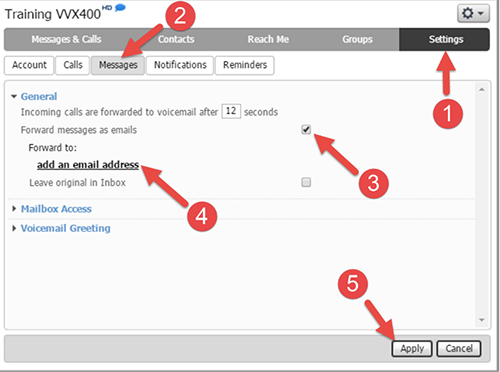 Training VVX400 HD
Messages & Calls Contacts Reach Me Groups Settings
Account Calls Messages Notifications Reminders
2
1
General
Incoming calls are forwarded to voicemail after 12 seconds
Forward messages as emails
3
Forward to:
add an email address
4
Leave original in Inbox
Mailbox Access
Voicemail Greeting
5
Apply Cancel